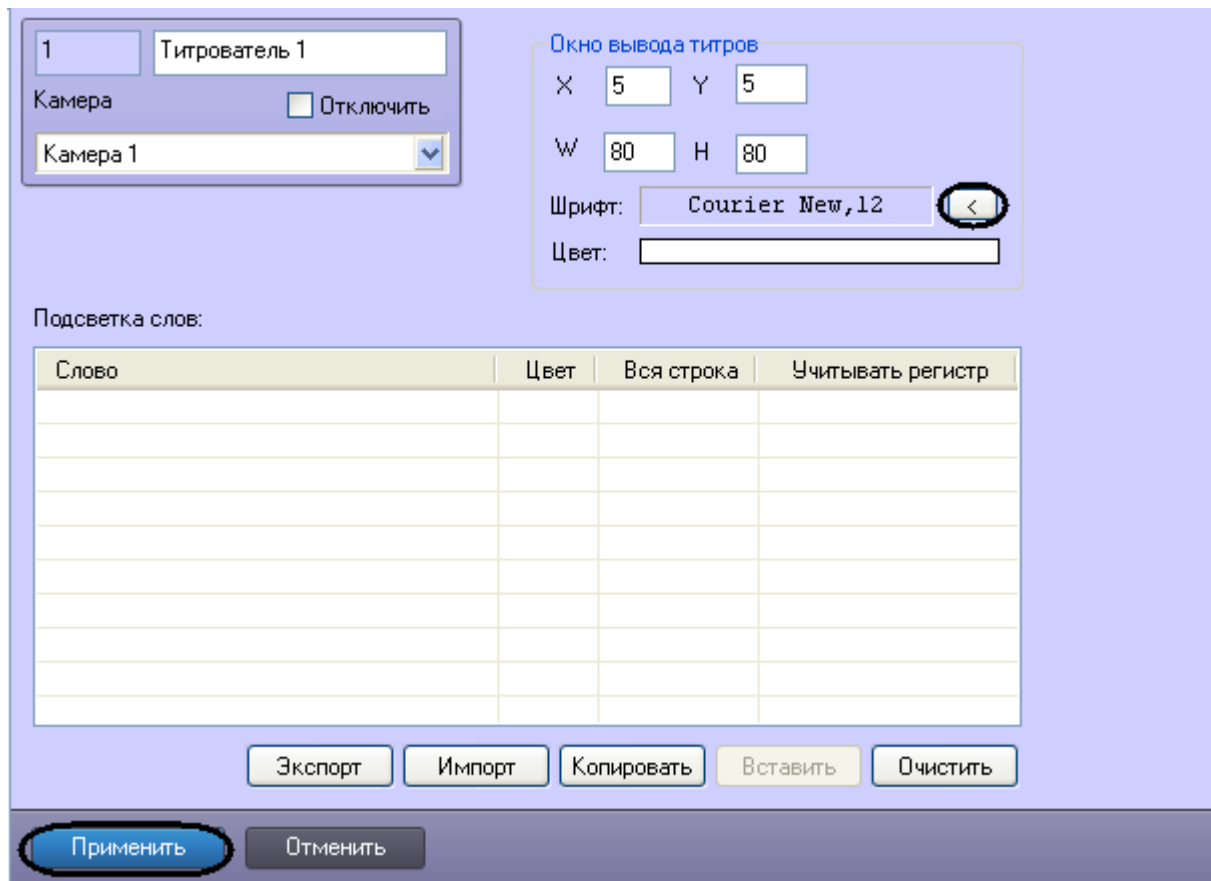 1 Титрователь 1
Камера Отключить
Камера 1
Окно вывода титров
X 5 Y 5
W 80 H 80
Шрифт: Courier New,12 <
Цвет:
Подсветка слов:
Слово Цвет Вся строка Учитывать регистр
Экспорт Импорт Копировать Вставить Очистить
Применить Отменить